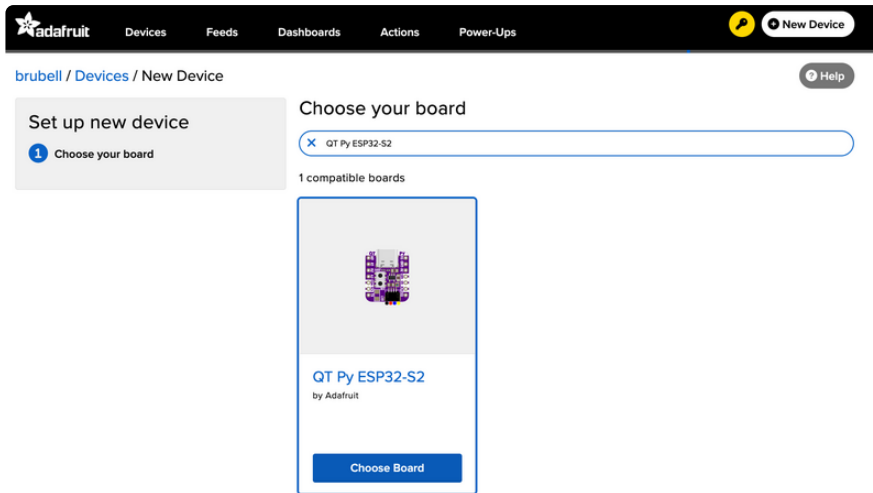 adafruit Devices Feeds Dashboards Actions Power-Ups New Device
brubell / Devices / New Device
Help
Set up new device
1 Choose your board
Choose your board
QT Py ESP32-S2
1 compatible boards
QT Py ESP32-S2
by Adafruit
Choose Board